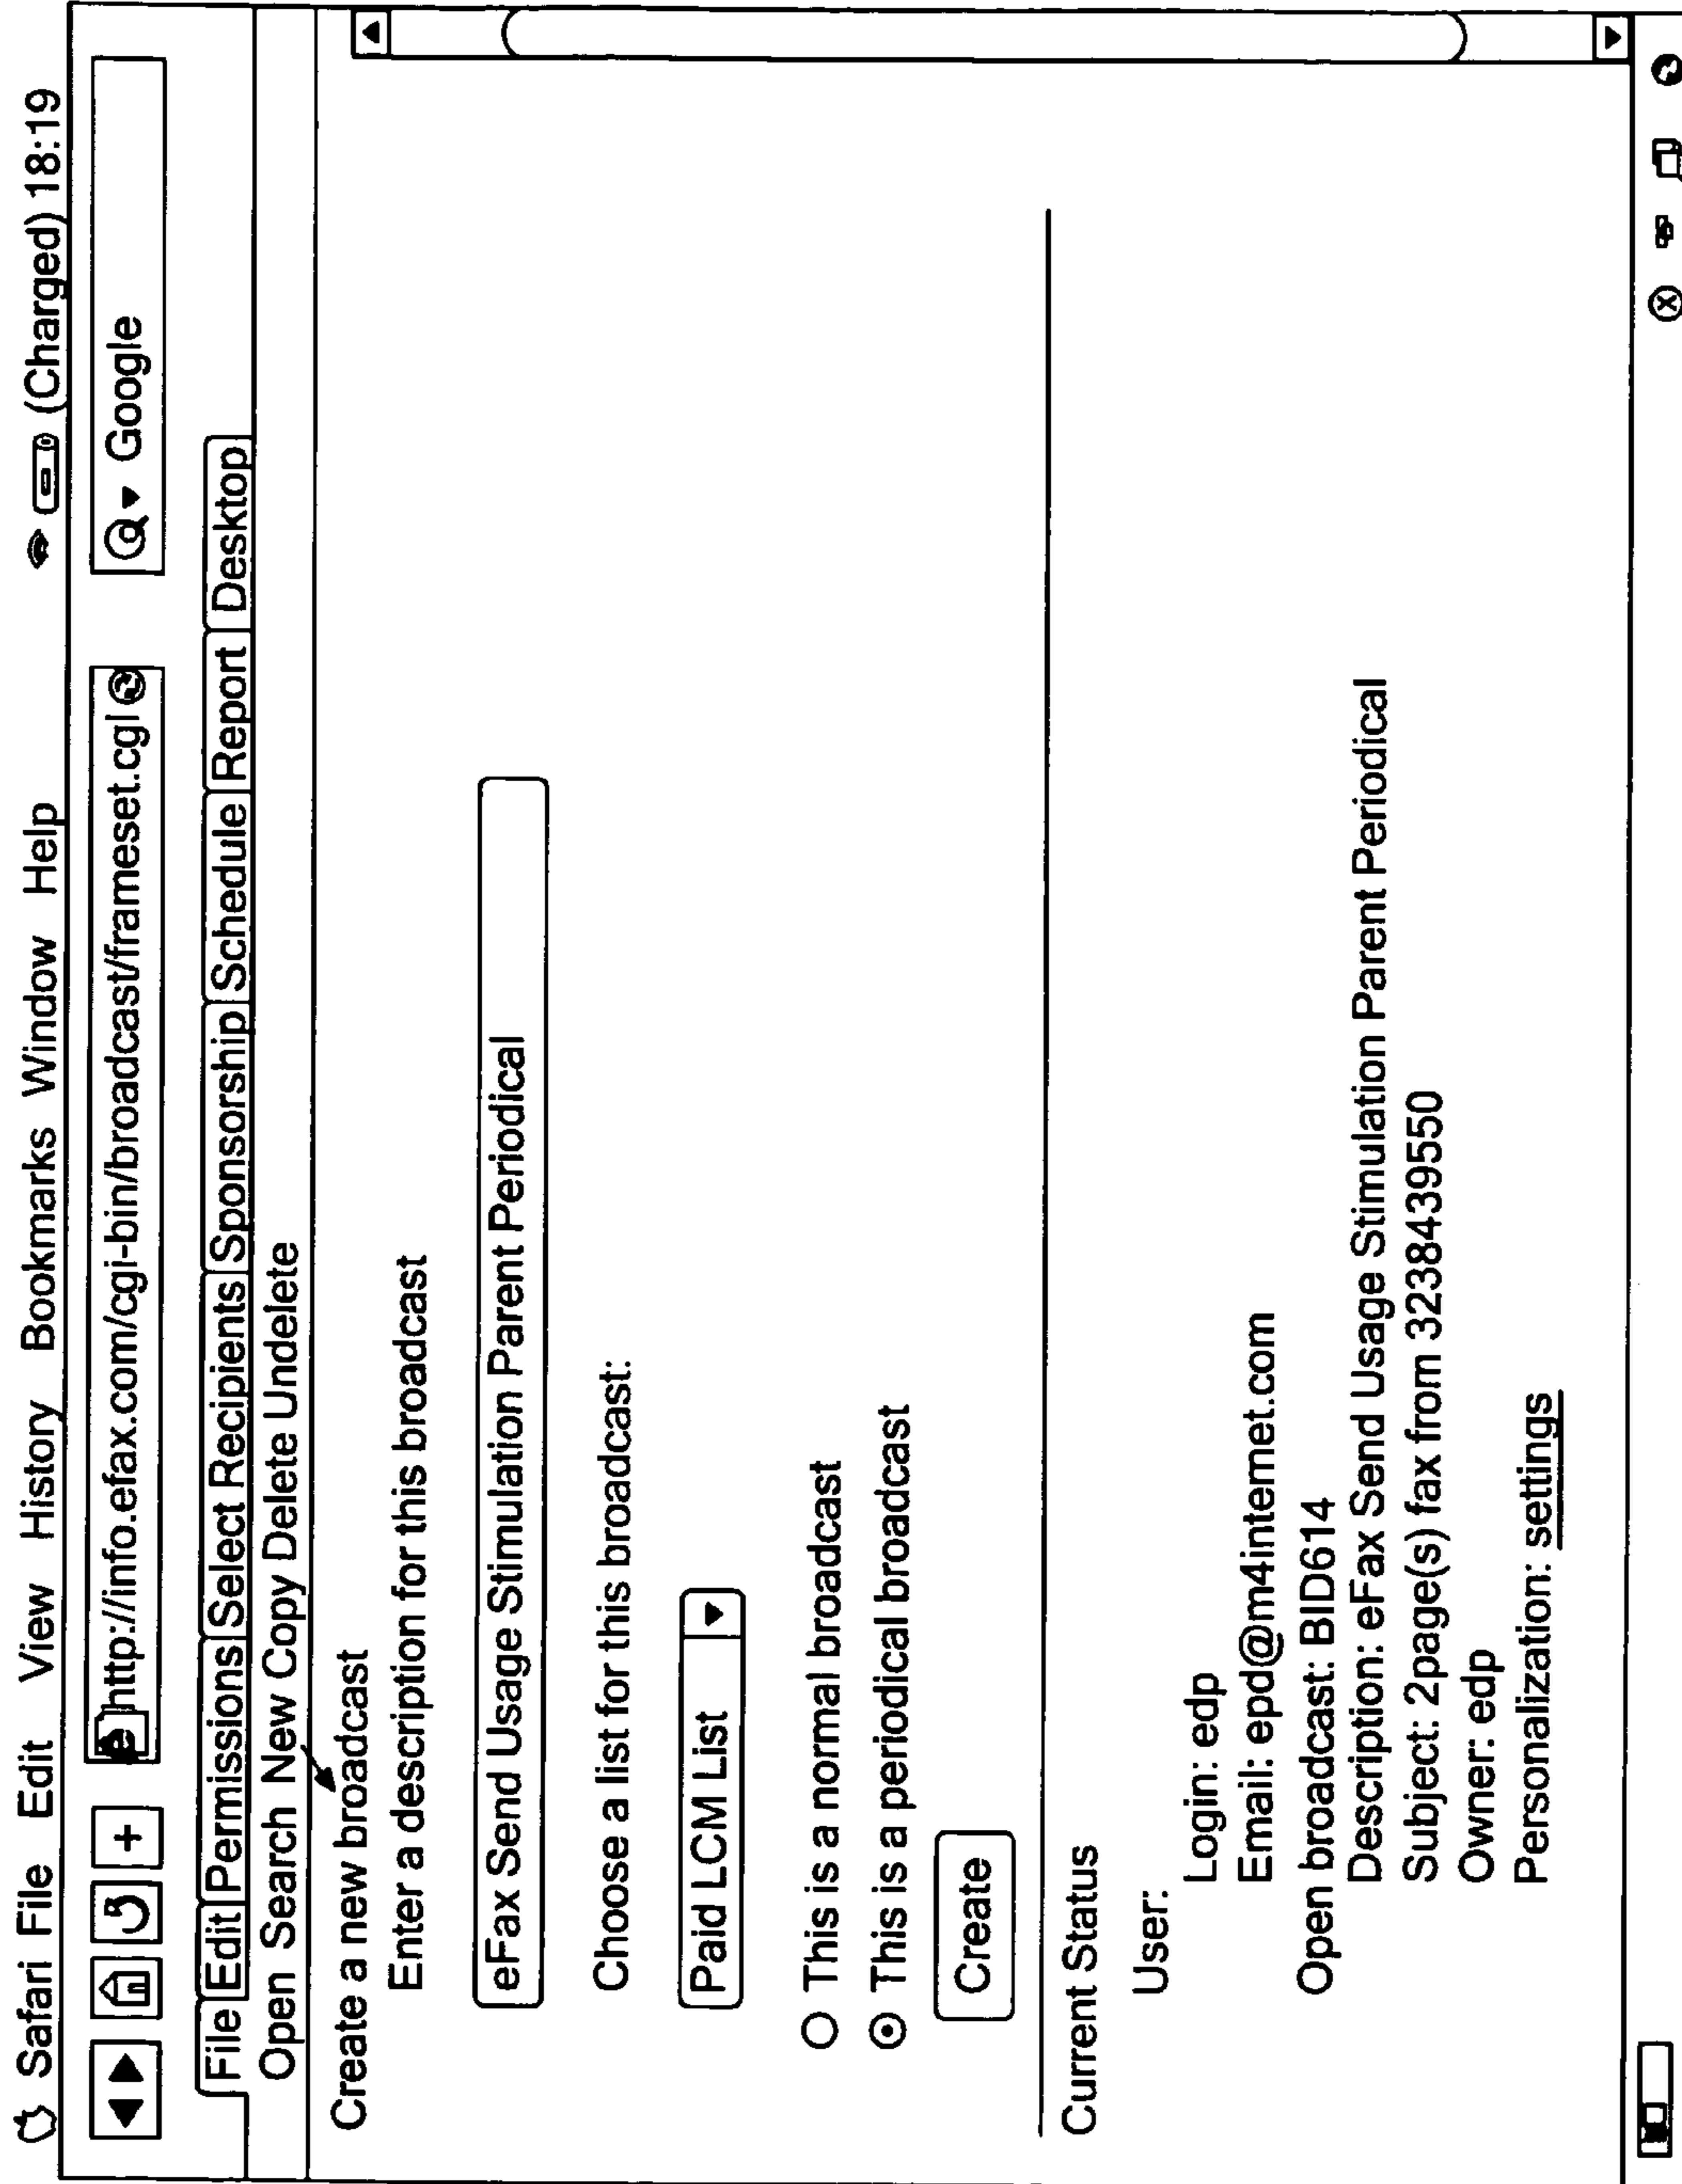 Safari File Edit View History Bookmarks Window Help (Charged) 18:19
http://info.efax.com/cgi-bin/broadcast/frameset.cgl Google
File Edit Permissions Select Recipients Sponsorship Schedule Report Desktop
Open Search New Copy Delete Undelete
Create a new broadcast
Enter a description for this broadcast
eFax Send Usage Stimulation Parent Periodical
Choose a list for this broadcast:
Paid LCM List
This is a normal broadcast
This is a periodical broadcast
Create
Current Status
User:
Login: edp
Email: epd@m4internet.com
Open broadcast: BID614
Description: eFax Send Usage Stimulation Parent Periodical
Subject: 2page(s) fax from 3238439550
Owner: edp
Personalization: settings